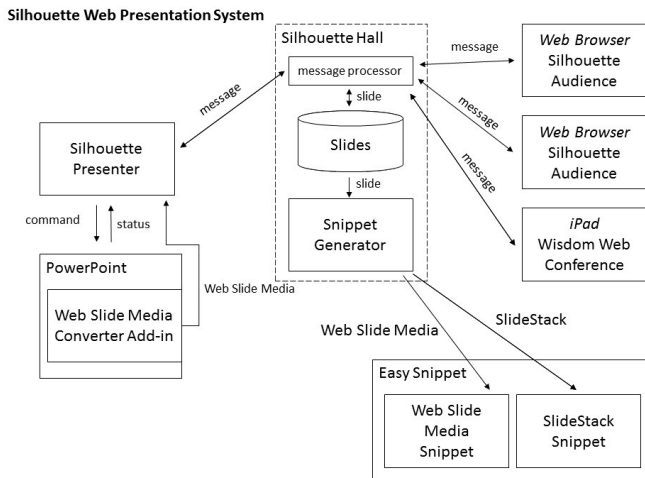 Silhouette Web Presentation System
Silhouette Hall
message processor
message
slide
Slides
slide
Snippet
Generator
message
message
message
Web Browser
Silhouette
Audience
Web Browser
Silhouette
Audience
iPad
Wisdom Web
Conference
Silhouette
Presenter
command
status
PowerPoint
Web Slide Media
Converter Add-in
Web Slide Media
Web Slide Media
SlideStack
Easy Snippet
Web Slide
Media
Snippet
SlideStack
Snippet